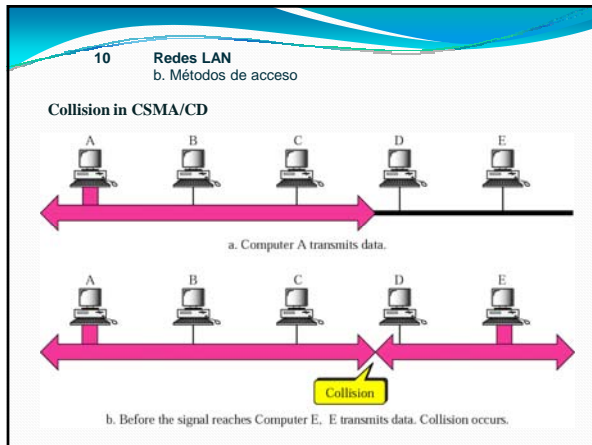 10 Redes LAN
b. Métodos de acceso
Collision in CSMA/CD
A B C D E
a. Computer A transmits data.
A B C D E
Collision
b. Before the signal reaches Computer E, E transmits data. Collision occurs.